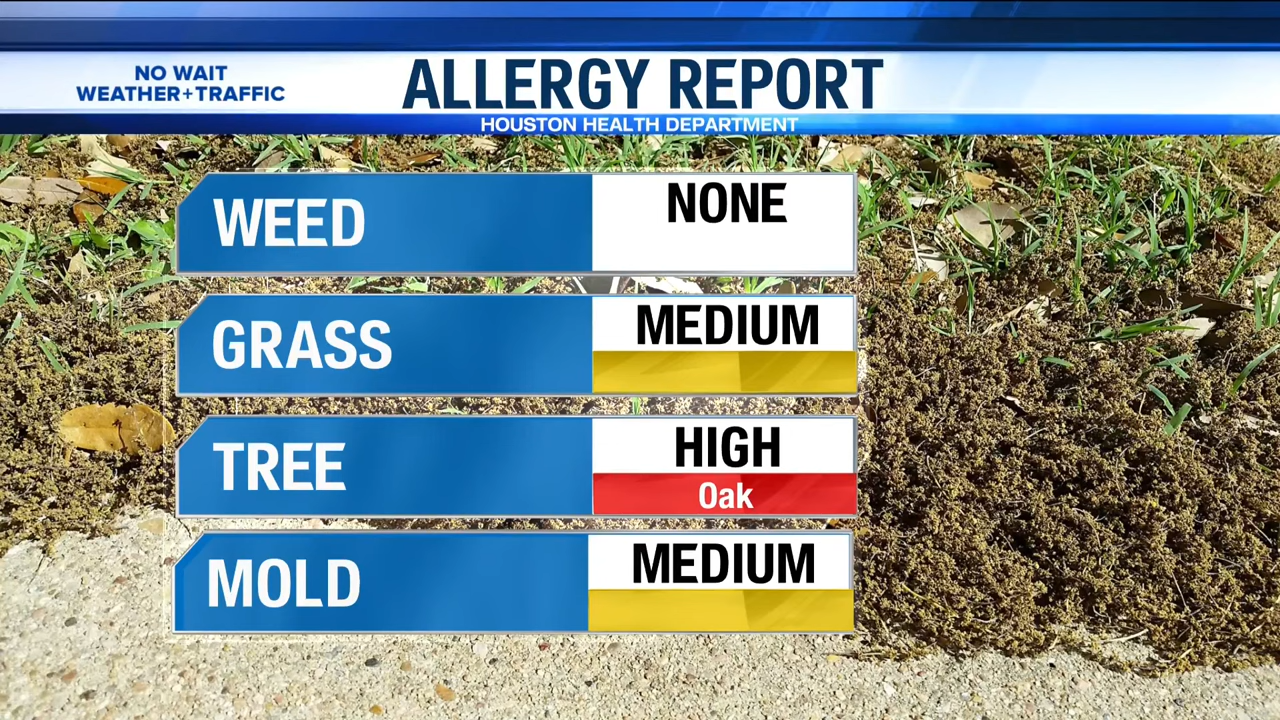 NO WAIT
WEATHER+TRAFFIC
ALLERGY REPORT
HOUSTON HEALTH DEPARTMENT
WEED
NONE
GRASS
MEDIUM
TREE
HIGH
Oak
MOLD
MEDIUM